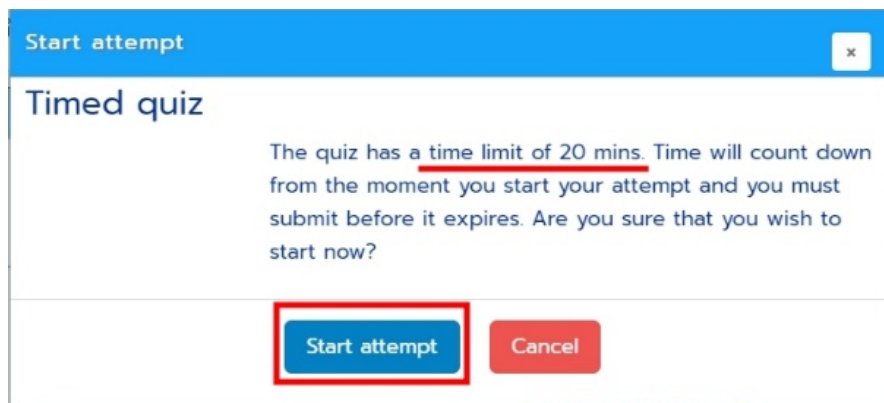 Start attempt
×
Timed quiz
The quiz has a time limit of 20 mins. Time will count down
from the moment you start your attempt and you must
submit before it expires. Are you sure that you wish to
start now?
Start attempt
Cancel